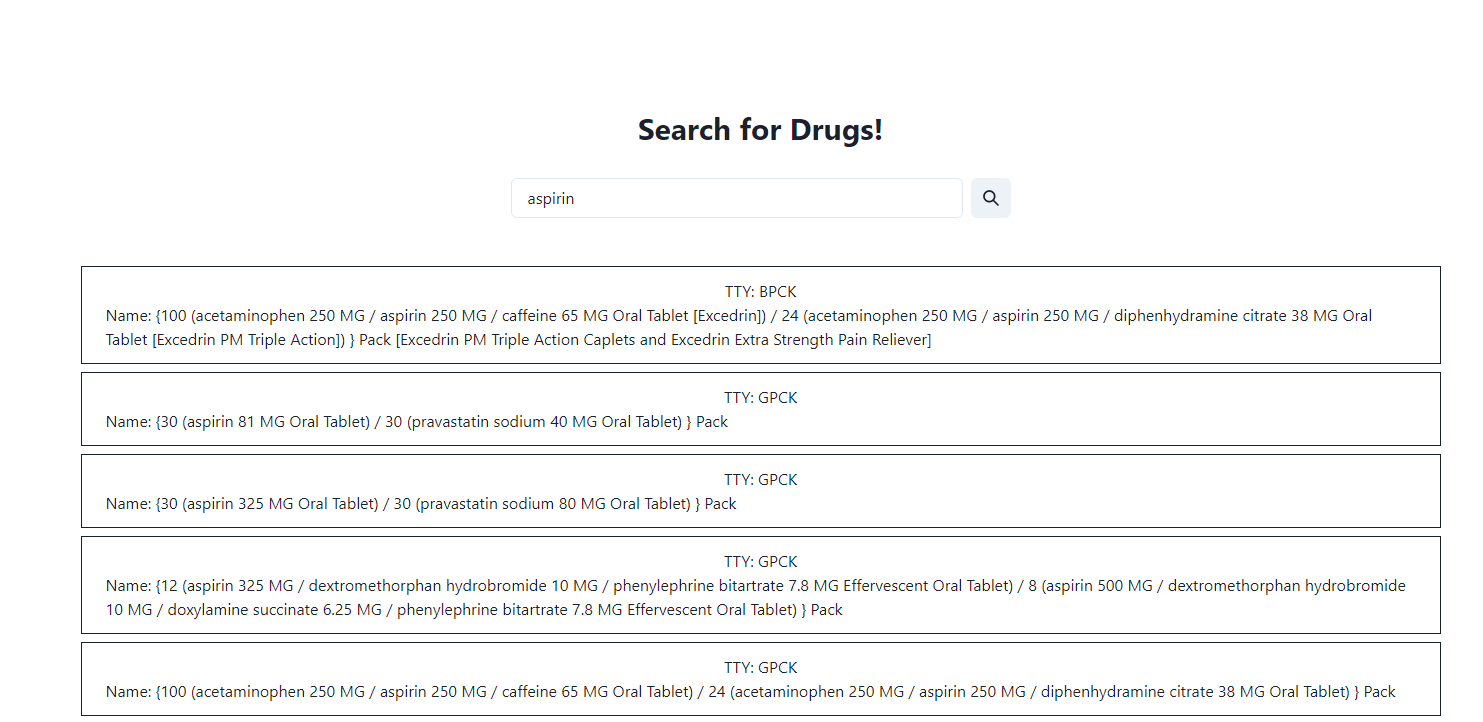 Search for Drugs!
aspirin
TTY: BPCK
Name: {100 (acetaminophen 250 MG / aspirin 250 MG / caffeine 65 MG Oral Tablet [Excedrin]) / 24 (acetaminophen 250 MG / aspirin 250 MG / diphenhydramine citrate 38 MG Oral
Tablet [Excedrin PM Triple Action]) } Pack [Excedrin PM Triple Action Caplets and Excedrin Extra Strength Pain Reliever]
TTY: GPCK
Name: {30 (aspirin 81 MG Oral Tablet) / 30 (pravastatin sodium 40 MG Oral Tablet) } Pack
TTY: GPCK
Name: {30 (aspirin 325 MG Oral Tablet) / 30 (pravastatin sodium 80 MG Oral Tablet) } Pack
TTY: GPCK
Name: {12 (aspirin 325 MG / dextromethorphan hydrobromide 10 MG / phenylephrine bitartrate 7.8 MG Effervescent Oral Tablet) / 8 (aspirin 500 MG / dextromethorphan hydrobromide
10 MG / doxylamine succinate 6.25 MG / phenylephrine bitartrate 7.8 MG Effervescent Oral Tablet) } Pack
TTY: GPCK
Name: {100 (acetaminophen 250 MG / aspirin 250 MG / caffeine 65 MG Oral Tablet) / 24 (acetaminophen 250 MG / aspirin 250 MG / diphenhydramine citrate 38 MG Oral Tablet) } Pack